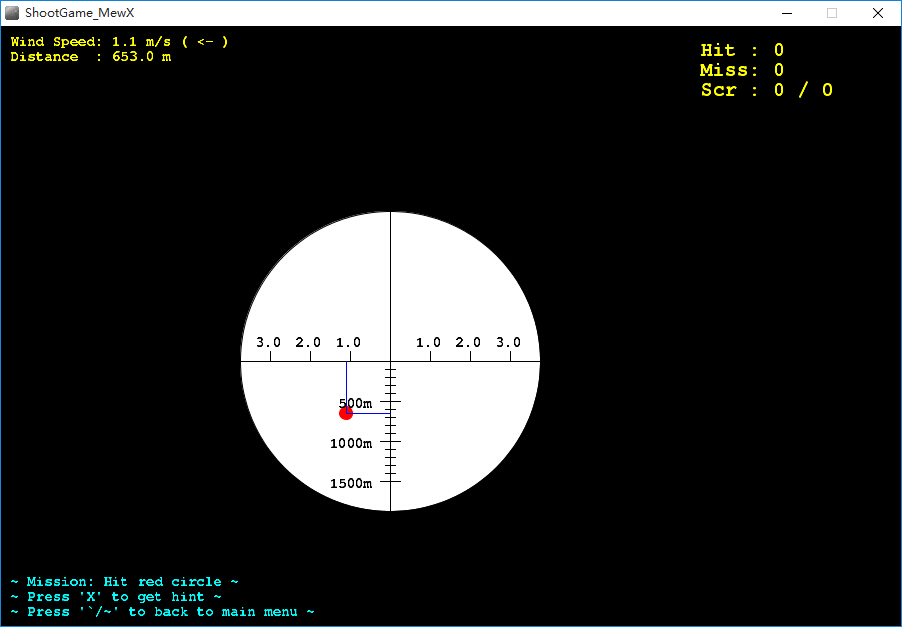 ShootGame_MewX
Wind Speed: 1.1 m/s ( <- )
Distance  : 653.0 m
Hit : 0
Miss: 0
Scr : 0 / 0
3.0 2.0 1.0 1.0 2.0 3.0
500m
1000m
1500m
~ Mission: Hit red circle ~
~ Press 'X' to get hint ~
~ Press '`/~' to back to main menu ~